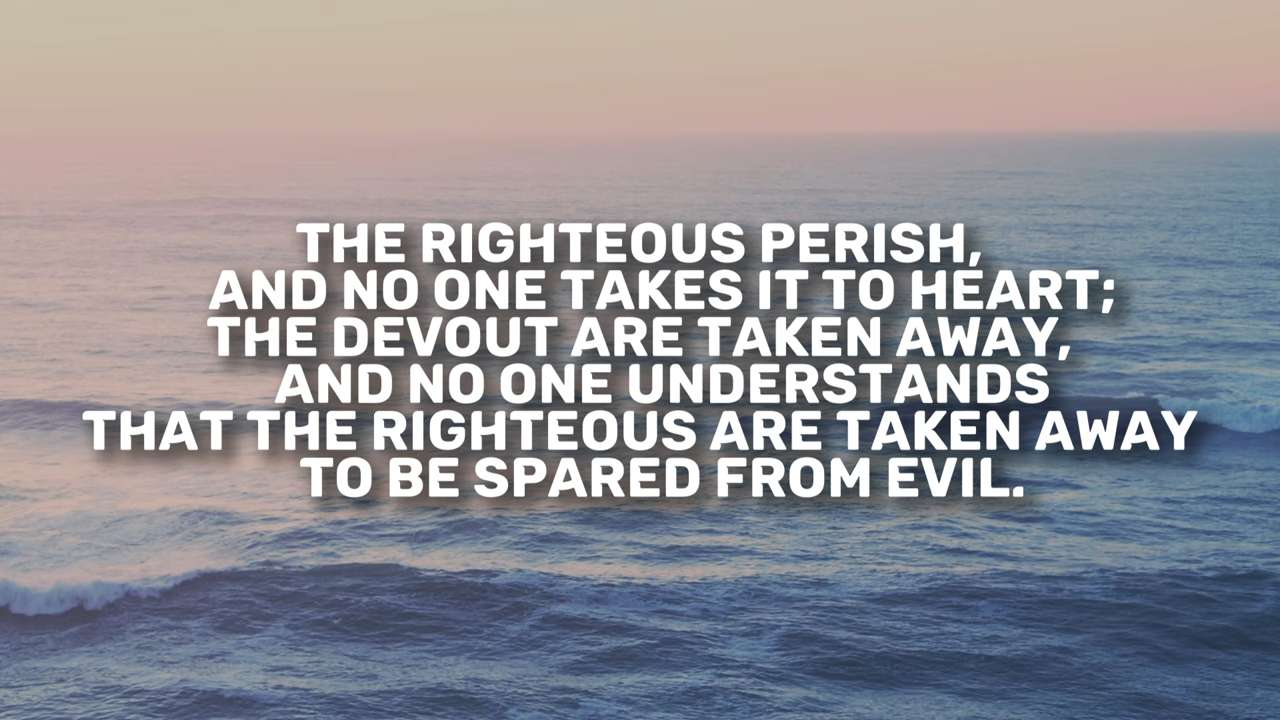 THE RIGHTEOUS PERISH,
AND NO ONE TAKES IT TO HEART;
THE DEVOUT ARE TAKEN AWAY,
AND NO ONE UNDERSTANDS
THAT THE RIGHTEOUS ARE TAKEN AWAY
TO BE SPARED FROM EVIL.